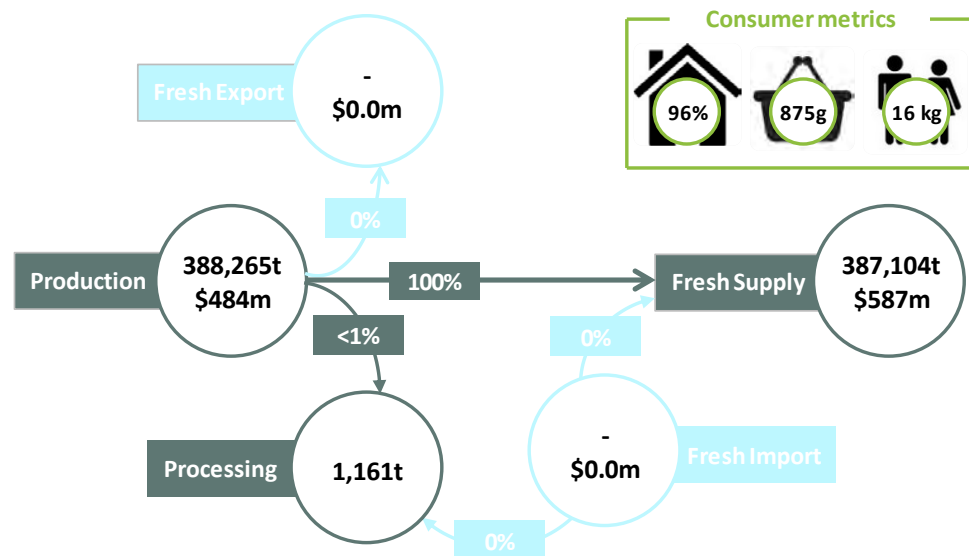 Consumer metrics
96%
875g
16 kg
Fresh Export
-
$0.0m
0%
Production
388,265t
$484m
100%
Fresh Supply
387,104t
$587m
<1%
0%
Processing
1,161t
-
$0.0m
Fresh Import
0%